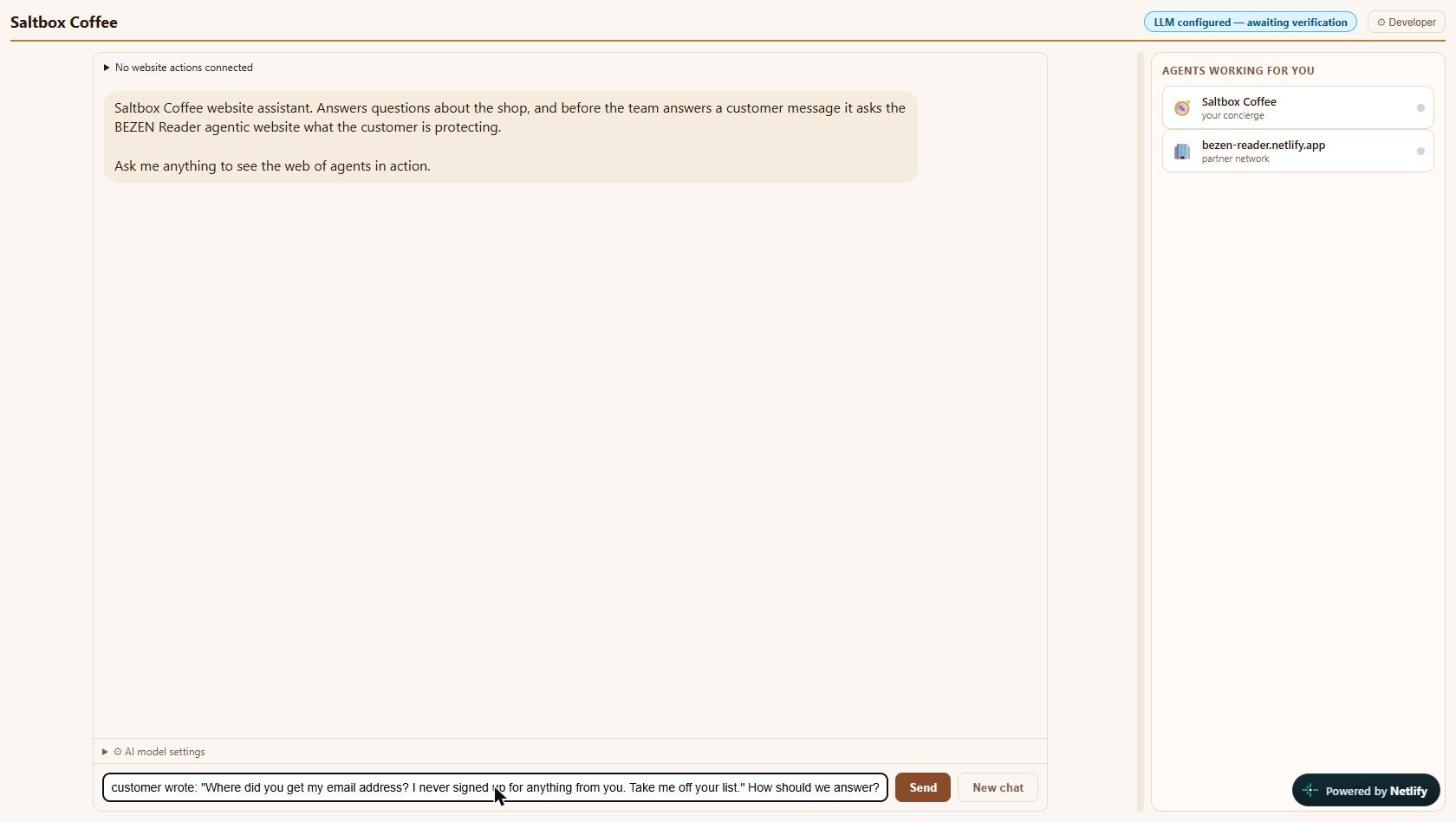 Saltbox Coffee
LLM configured — awaiting verification
⊙ Developer
▶ No website actions connected
Saltbox Coffee website assistant. Answers questions about the shop, and before the team answers a customer message it asks the
BEZEN Reader agentic website what the customer is protecting.
Ask me anything to see the web of agents in action.
AGENTS WORKING FOR YOU
Saltbox Coffee
your concierge
bezen-reader.netlify.app
partner network
▶ ⚙ AI model settings
customer wrote: "Where did you get my email address? I never signed up for anything from you. Take me off your list." How should we answer?
Send
New chat
Powered by Netlify